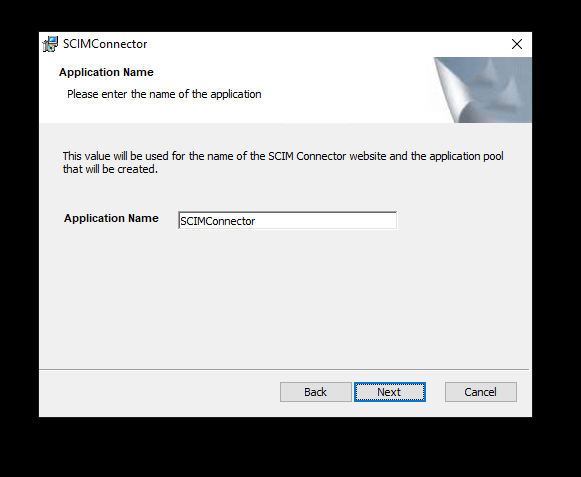 SCIMConnector
Application Name
Please enter the name of the application
This value will be used for the name of the SCIM Connector website and the application pool
that will be created.
Application Name SCIMConnector
Back Next Cancel